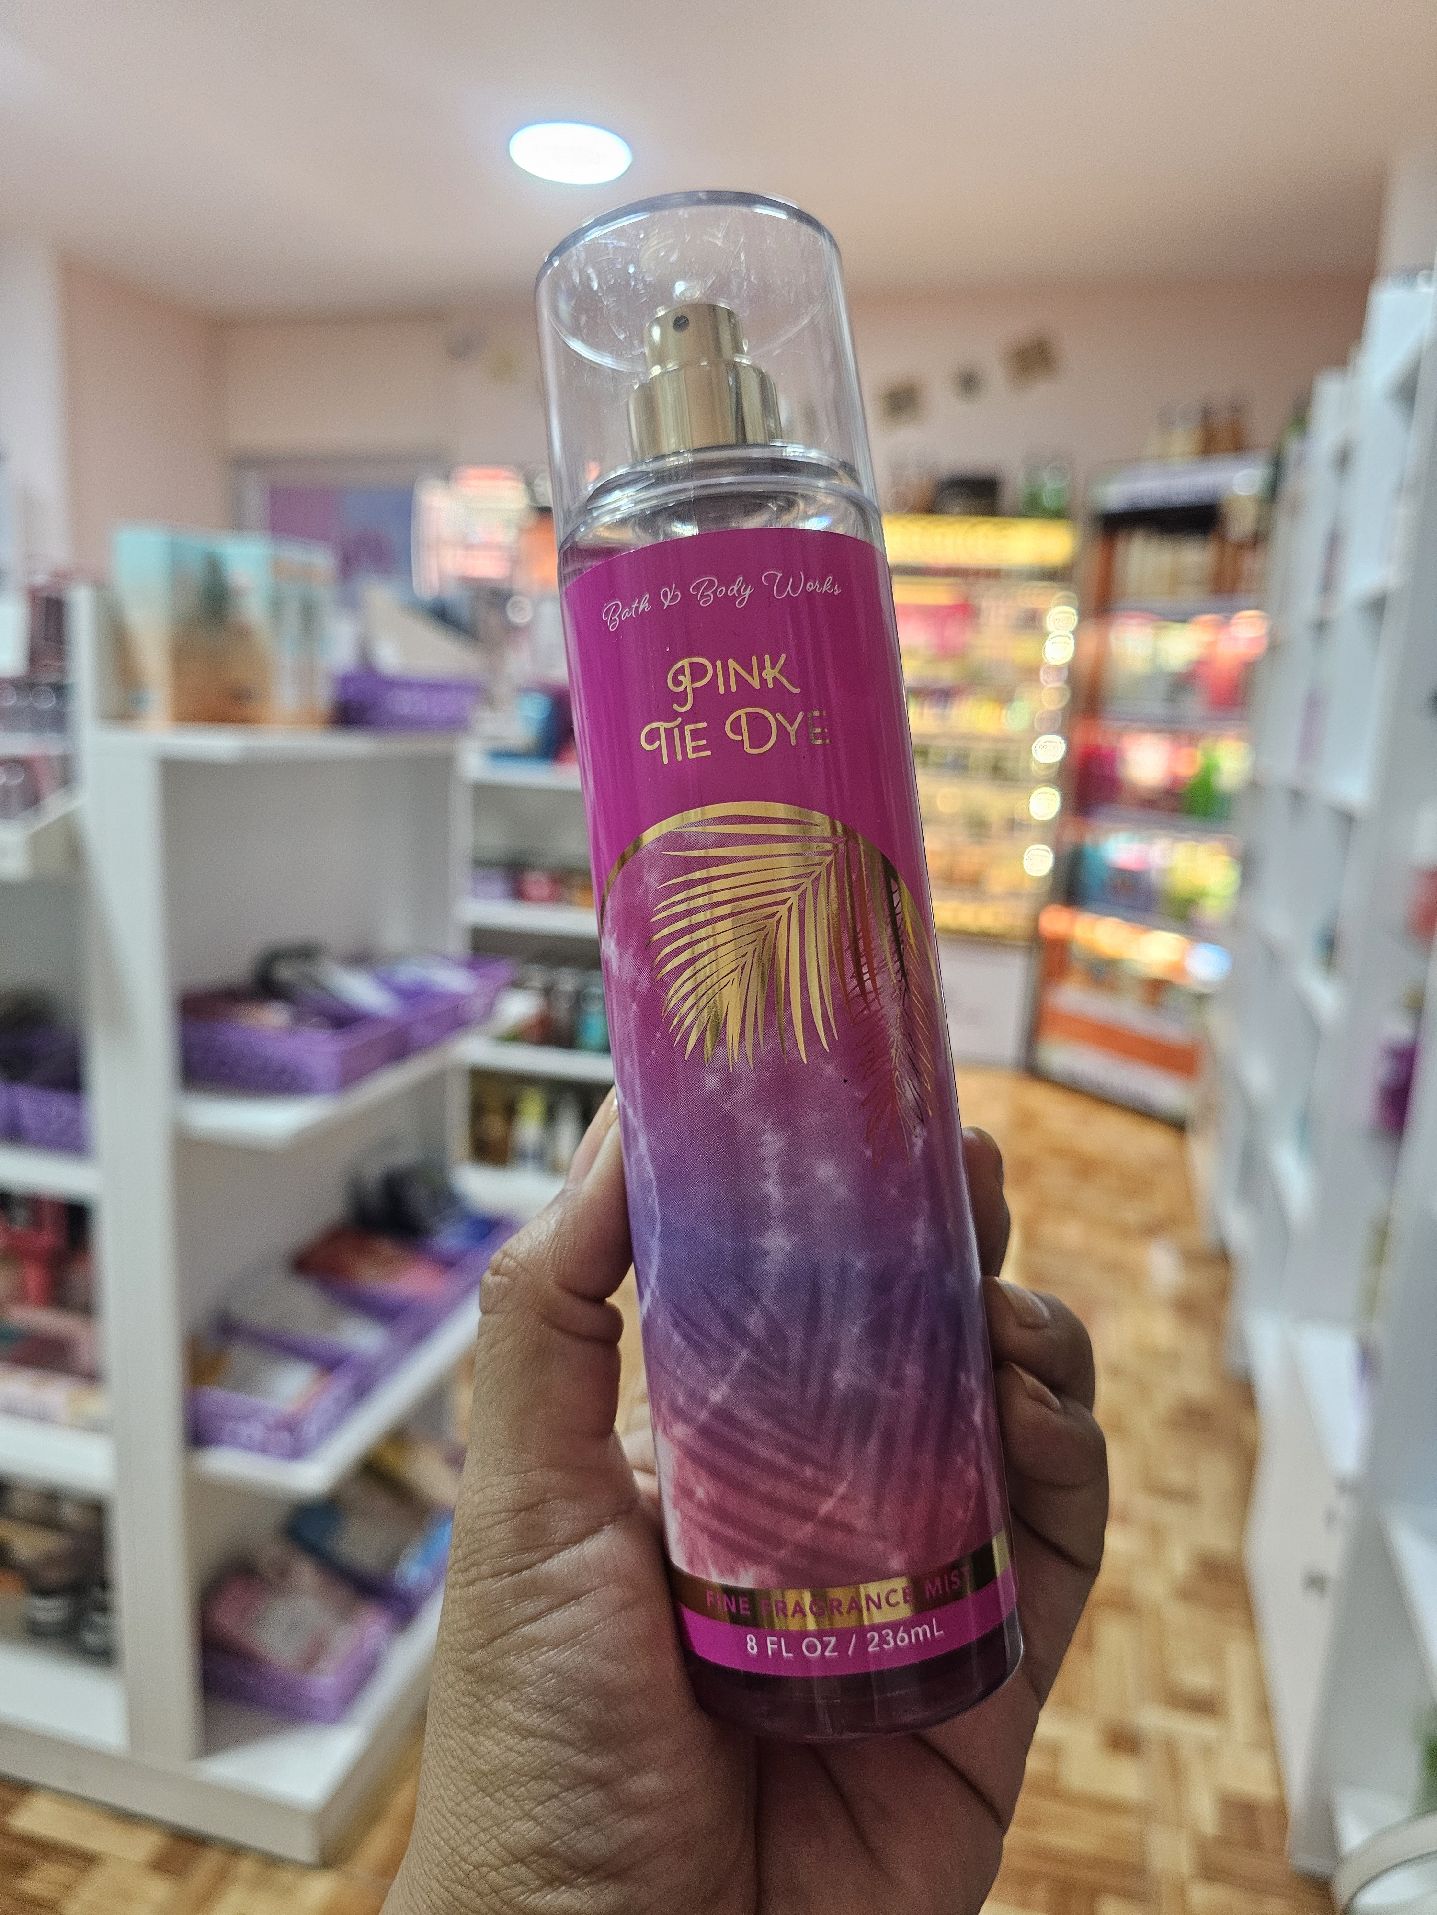 Bath & Body Works
PINK
TIE DYE
FINE FRAGRANCE MIST
8 FL OZ / 236mL